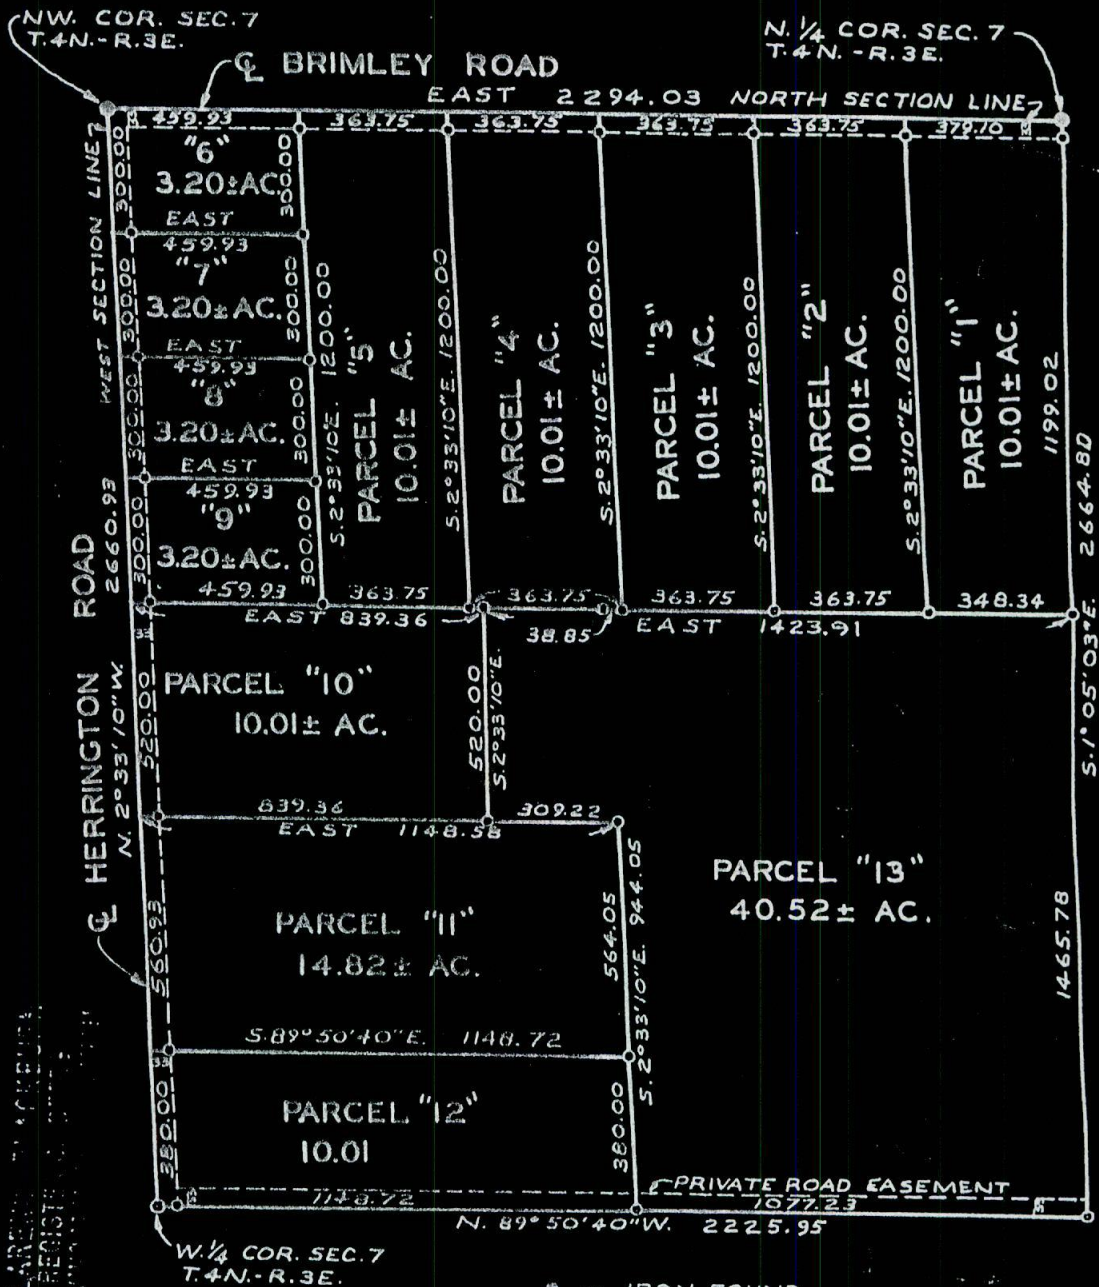 NW. COR. SEC. 7
T.4N.-R.3E.
N. 1/4 COR. SEC. 7
T.4N.-R.3E.
℄ BRIMLEY ROAD
EAST 2294.03 NORTH SECTION LINE
459.93 363.75 363.75 363.75 363.75 379.10
WEST SECTION LINE
300.00
"6"
3.20±AC.
300.00
EAST
459.93
300.00
"7"
3.20±AC.
300.00
EAST
459.93
300.00
"8"
3.20±AC.
300.00
EAST
459.93
300.00
"9"
3.20±AC.
300.00
459.93
S.2°33'10"E. 1200.00
PARCEL "5"
10.01± AC.
S.2°33'10"E. 1200.00
PARCEL "4"
10.01± AC.
S.2°33'10"E. 1200.00
PARCEL "3"
10.01± AC.
S.2°33'10"E. 1200.00
PARCEL "2"
10.01± AC.
S.2°33'10"E. 1200.00
PARCEL "1"
10.01± AC.
1199.02
363.75 363.75 363.75 363.75 348.34
EAST 839.36
38.85
EAST 1423.91
℄ HERRINGTON ROAD
N. 2°33'10"W. 2660.93
33
520.00
PARCEL "10"
10.01± AC.
520.00
S.2°33'10"E.
839.36
309.22
EAST 1148.58
560.93
PARCEL "11"
14.82± AC.
564.05
S.2°33'10"E. 944.05
S.89°50'40"E. 1148.72
33
380.00
PARCEL "12"
10.01
380.00
1148.72
PARCEL "13"
40.52± AC.
S.1°05'03"E. 2664.80
1465.78
PRIVATE ROAD EASEMENT
1077.23
N. 89°50'40"W. 2225.95
W. 1/4 COR. SEC. 7
T.4N.-R.3E.
IRON FOUND